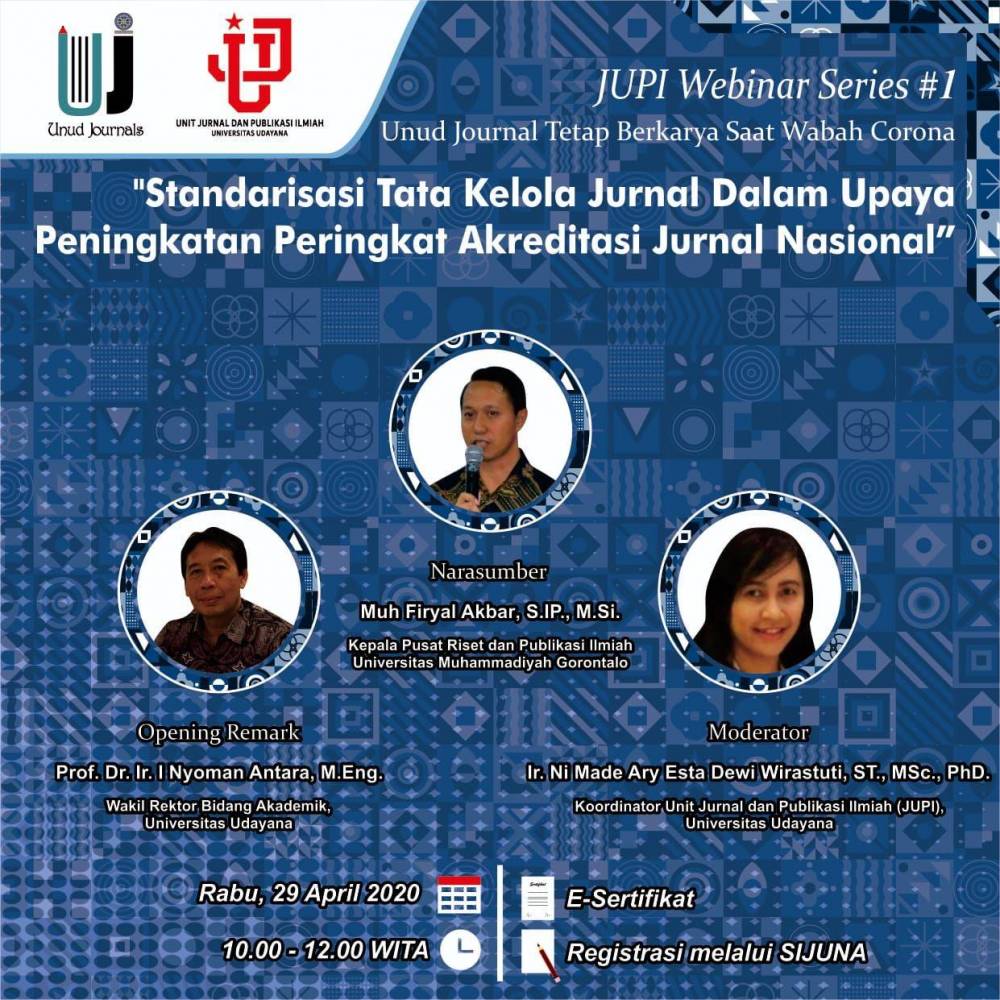 Unud Journals
UNIT JURNAL DAN PUBLIKASI ILMIAH
UNIVERSITAS UDAYANA
JUPI Webinar Series #1
Unud Journal Tetap Berkarya Saat Wabah Corona
"Standarisasi Tata Kelola Jurnal Dalam Upaya
Peningkatan Peringkat Akreditasi Jurnal Nasional”
Narasumber
Muh Firyal Akbar, S.IP., M.Si.
Kepala Pusat Riset dan Publikasi Ilmiah
Universitas Muhammadiyah Gorontalo
Opening Remark
Prof. Dr. Ir. I Nyoman Antara, M.Eng.
Wakil Rektor Bidang Akademik,
Universitas Udayana
Moderator
Ir. Ni Made Ary Esta Dewi Wirastuti, ST., MSc., PhD.
Koordinator Unit Jurnal dan Publikasi Ilmiah (JUPI),
Universitas Udayana
Rabu, 29 April 2020
10.00 - 12.00 WITA
E-Sertifikat
Registrasi melalui SIJUNA